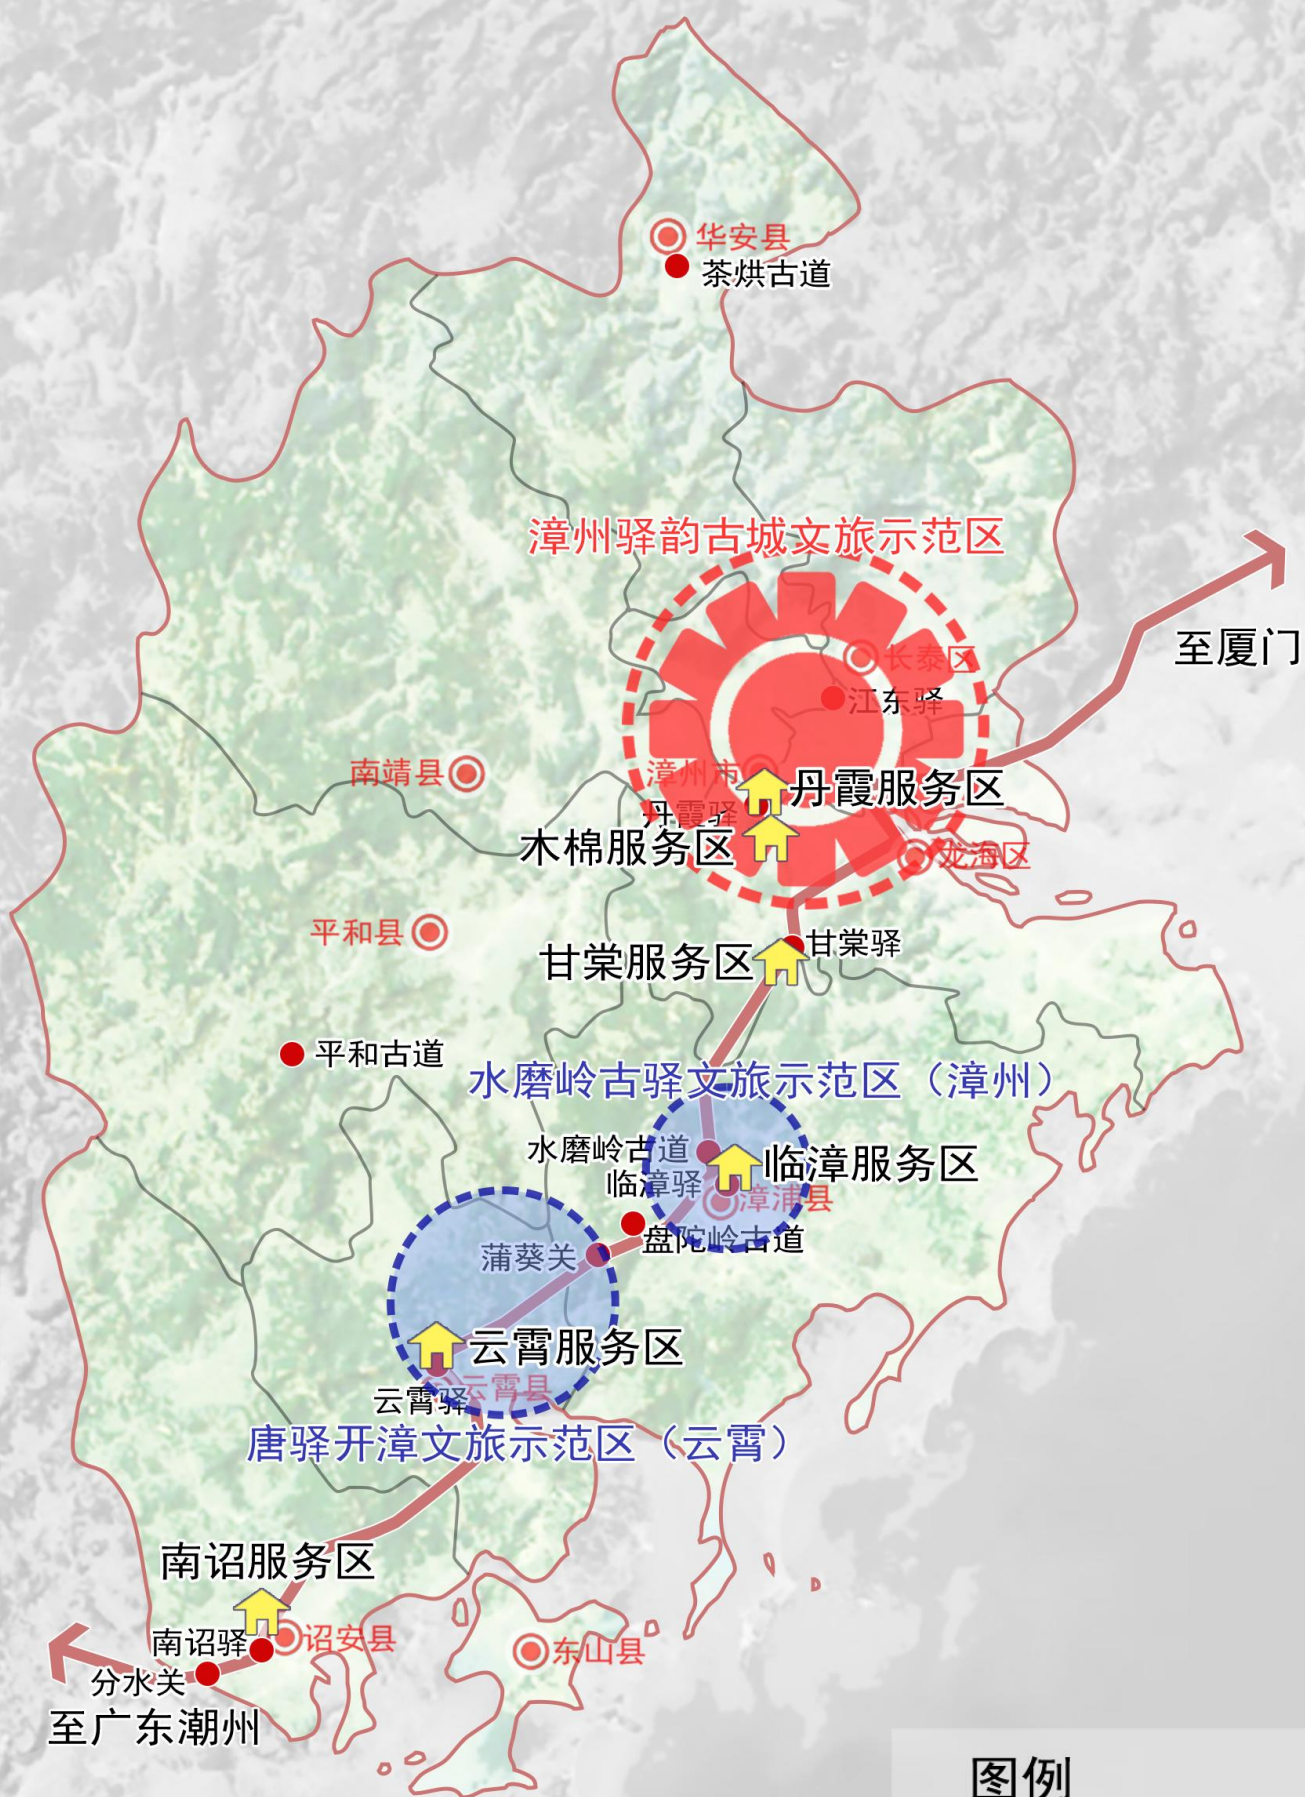 华安县
茶烘古道
漳州驿韵古城文旅示范区
至厦门
长泰区
江东驿
南靖县
漳州市
丹霞服务区
丹霞驿
木棉服务区
龙海区
平和县
甘棠驿
甘棠服务区
平和古道
水磨岭古驿文旅示范区（漳州）
水磨岭古道
临漳服务区
临漳驿
漳浦县
盘陀岭古道
蒲葵关
云霄服务区
云霄县
云霄驿
唐驿开漳文旅示范区（云霄）
南诏服务区
南诏驿
诏安县
东山县
分水关
至广东潮州
图例